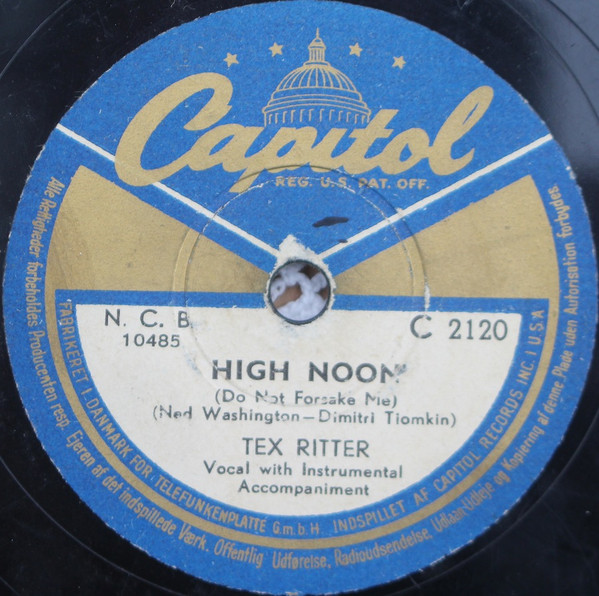 Capitol
REG. U.S. PAT. OFF.
N. C. B.
10485
C 2120
HIGH NOON
(Do Not Forsake Me)
(Ned Washington—Dimitri Tiomkin)
TEX RITTER
Vocal with Instrumental
Accompaniment
FABRIKERET I DANMARK FOR TELEFUNKENPLATTE G.m.b.H. INDSPILLET AF CAPITOL RECORDS INC. I U.S.A
Alle Rettigheder forbeholdes Producenten resp. Ejeren af det indspillede Værk. Offentlig Udførelse, Radioudsendelse, Udlaan-Udleje og Kopiering af denne Plade uden Autorisation forbydes.